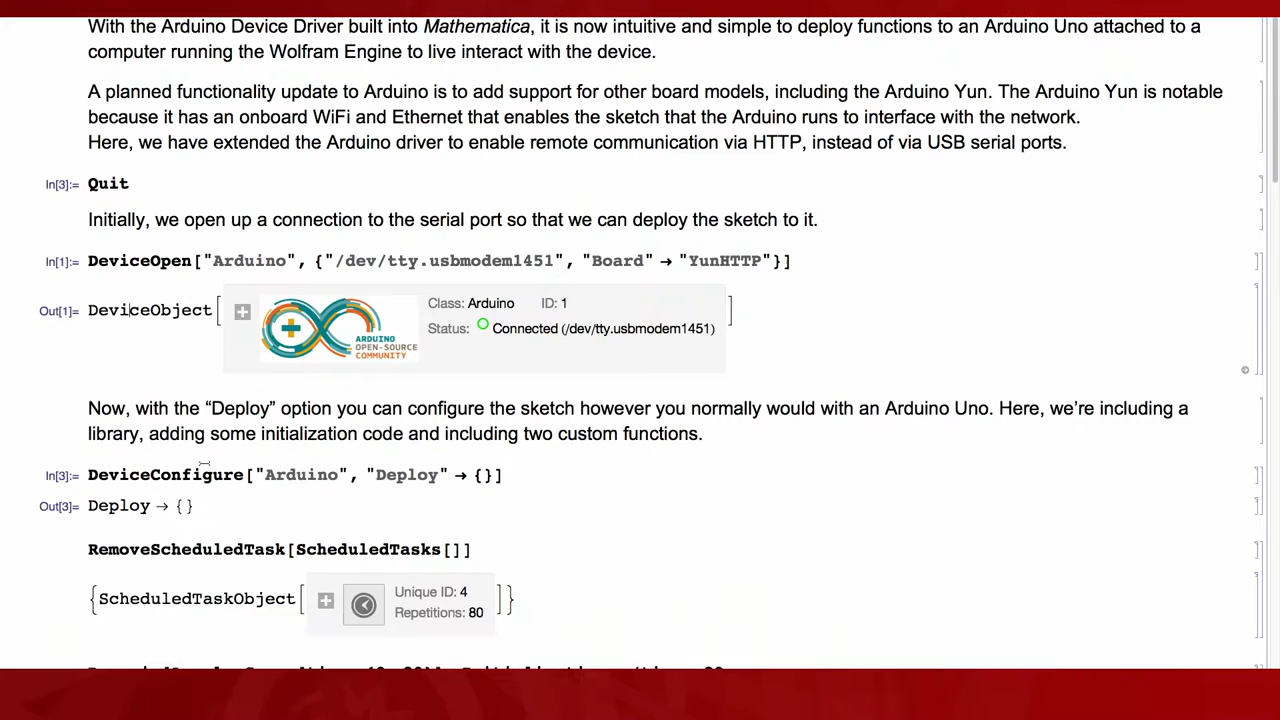 With the Arduino Device Driver built into Mathematica, it is now intuitive and simple to deploy functions to an Arduino Uno attached to a
computer running the Wolfram Engine to live interact with the device.
A planned functionality update to Arduino is to add support for other board models, including the Arduino Yun. The Arduino Yun is notable
because it has an onboard WiFi and Ethernet that enables the sketch that the Arduino runs to interface with the network.
Here, we have extended the Arduino driver to enable remote communication via HTTP, instead of via USB serial ports.
In[3]:= Quit
Initially, we open up a connection to the serial port so that we can deploy the sketch to it.
In[1]:= DeviceOpen["Arduino", {"/dev/tty.usbmodem1451", "Board" → "YunHTTP"}]
Out[1]= DeviceObject[
Class: Arduino ID: 1
Status: Connected (/dev/tty.usbmodem1451)
]
ARDUINO
OPEN-SOURCE
COMMUNITY
Now, with the “Deploy” option you can configure the sketch however you normally would with an Arduino Uno. Here, we’re including a
library, adding some initialization code and including two custom functions.
In[3]:= DeviceConfigure["Arduino", "Deploy" → {}]
Out[3]= Deploy → {}
RemoveScheduledTask[ScheduledTasks[]]
{ScheduledTaskObject[
Unique ID: 4
Repetitions: 80
]}